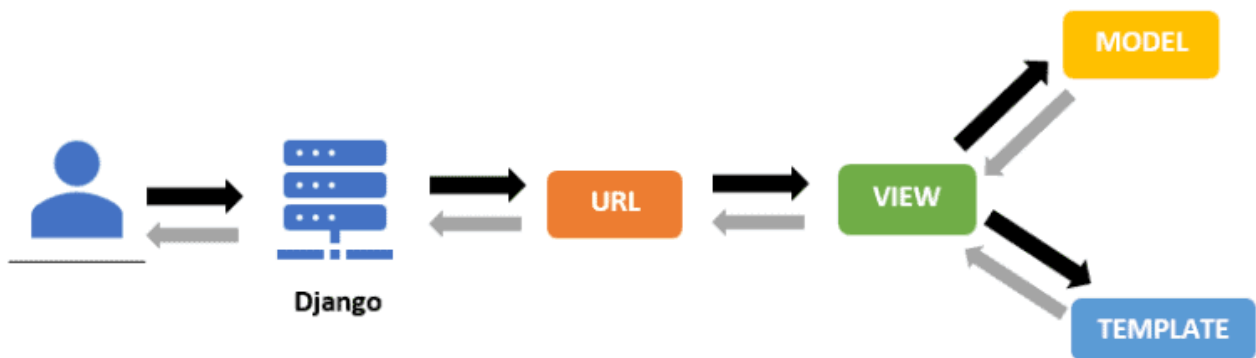 MODEL
URL
VIEW
Django
TEMPLATE